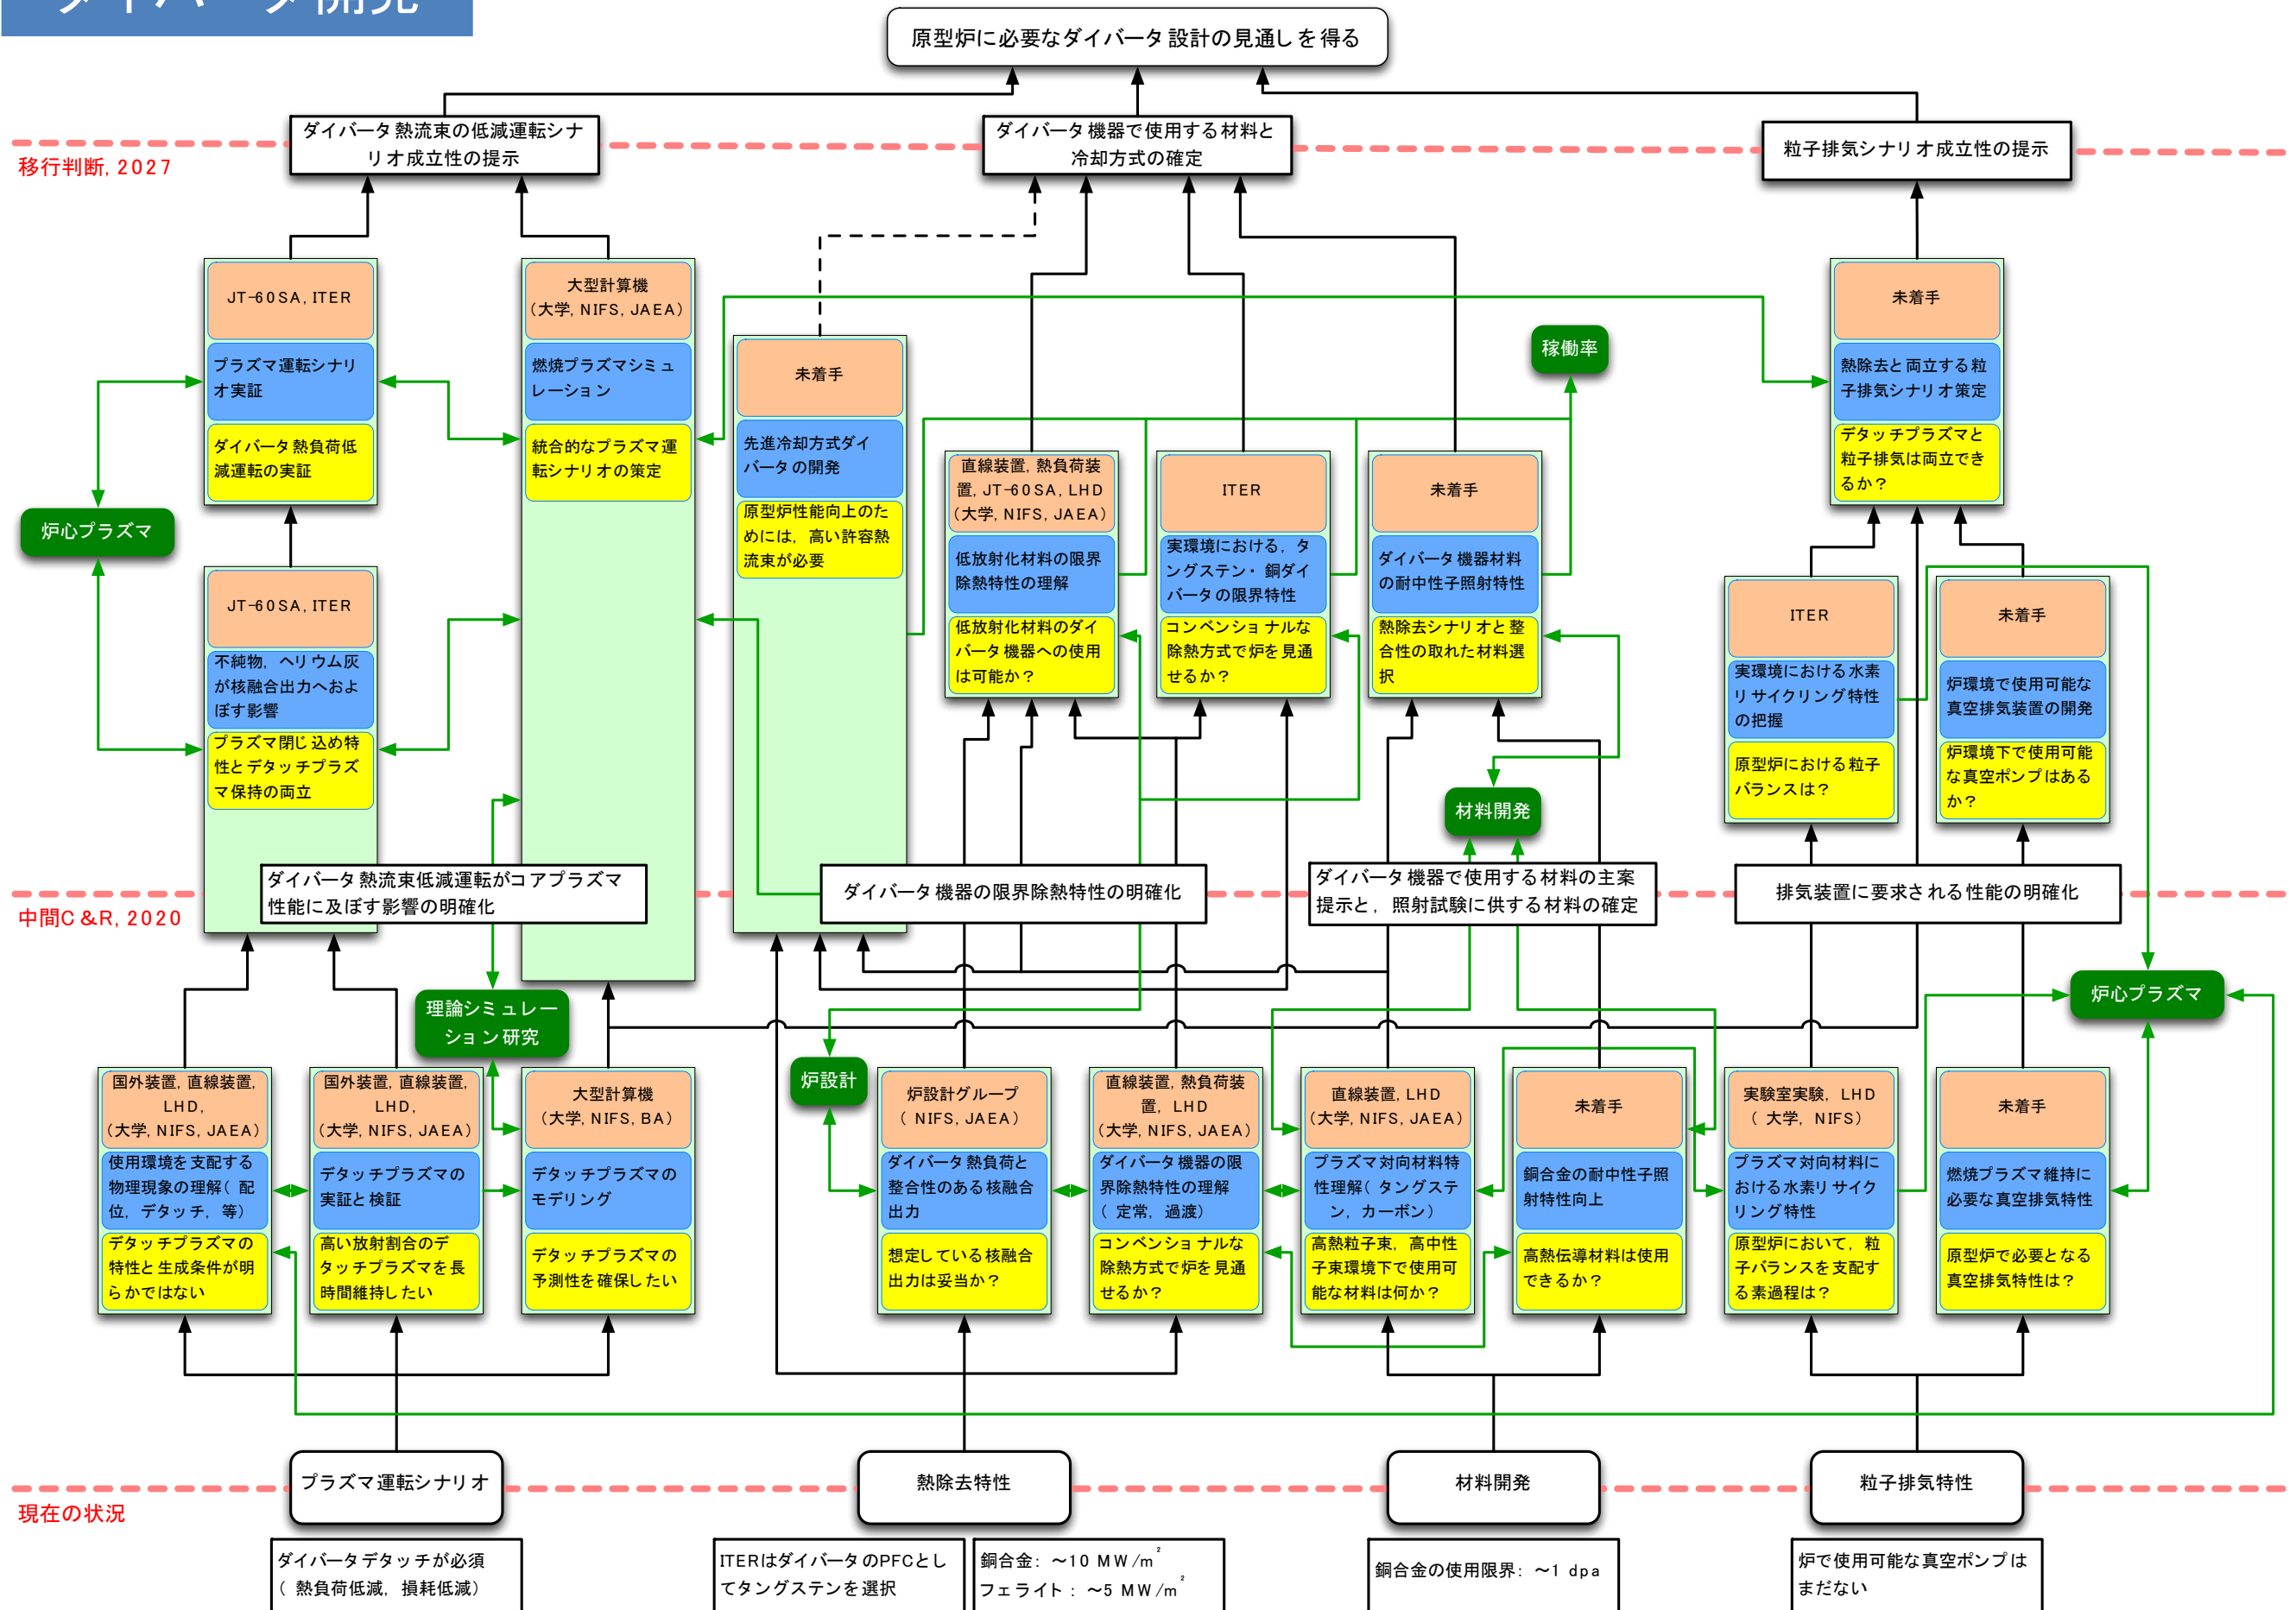 ダイバータ開発
原型炉に必要なダイバータ設計の見通しを得る
ダイバータ熱流束の低減運転シナ
リオ成立性の提示
ダイバータ機器で使用する材料と
冷却方式の確定
粒子排気シナリオ成立性の提示
移行判断, 2027
JT-60SA, ITER
プラズマ運転シナリ
オ実証
ダイバータ熱負荷低
減運転の実証
大型計算機
(大学, NIFS, JAEA)
燃焼プラズマシミュ
レーション
統合的なプラズマ運
転シナリオの策定
未着手
先進冷却方式ダイ
バータの開発
原型炉性能向上のた
めには, 高い許容熱
流束が必要
直線装置, 熱負荷装
置, JT-60SA, LHD
(大学, NIFS, JAEA)
低放射化材料の限界
除熱特性の理解
低放射化材料のダイ
バータ機器への使用
は可能か?
ITER
実環境における, タ
ングステン・銅ダイ
バータの限界特性
コンベンショナルな
除熱方式で炉を見通
せるか?
未着手
ダイバータ機器材料
の耐中性子照射特性
熱除去シナリオと整
合性の取れた材料選
択
稼働率
未着手
熱除去と両立する粒
子排気シナリオ策定
デタッチプラズマと
粒子排気は両立でき
るか?
炉心プラズマ
JT-60SA, ITER
不純物, ヘリウム灰
が核融合出力へおよ
ぼす影響
プラズマ閉じ込め特
性とデタッチプラズ
マ保持の両立
ITER
実環境における水素
リサイクリング特性
の把握
原型炉における粒子
バランスは?
未着手
炉環境で使用可能な
真空排気装置の開発
炉環境下で使用可能
な真空ポンプはある
か?
材料開発
ダイバータ熱流束低減運転がコアプラズマ
性能に及ぼす影響の明確化
ダイバータ機器の限界除熱特性の明確化
ダイバータ機器で使用する材料の主案
提示と, 照射試験に供する材料の確定
排気装置に要求される性能の明確化
中間C&R, 2020
理論シミュレー
ション研究
炉設計
炉心プラズマ
国外装置, 直線装置,
LHD,
(大学, NIFS, JAEA)
使用環境を支配する
物理現象の理解(配
位, デタッチ, 等)
デタッチプラズマの
特性と生成条件が明
らかではない
国外装置, 直線装置,
LHD,
(大学, NIFS, JAEA)
デタッチプラズマの
実証と検証
高い放射割合のデ
タッチプラズマを長
時間維持したい
大型計算機
(大学, NIFS, BA)
デタッチプラズマの
モデリング
デタッチプラズマの
予測性を確保したい
炉設計グループ
(NIFS, JAEA)
ダイバータ熱負荷と
整合性のある核融合
出力
想定している核融合
出力は妥当か?
直線装置, 熱負荷装
置, LHD
(大学, NIFS, JAEA)
ダイバータ機器の限
界除熱特性の理解
(定常, 過渡)
コンベンショナルな
除熱方式で炉を見通
せるか?
直線装置, LHD
(大学, NIFS, JAEA)
プラズマ対向材料特
性理解(タングステ
ン, カーボン)
高熱粒子束, 高中性
子束環境下で使用可
能な材料は何か?
未着手
銅合金の耐中性子照
射特性向上
高熱伝導材料は使用
できるか?
実験室実験, LHD
(大学, NIFS)
プラズマ対向材料に
おける水素リサイク
リング特性
原型炉において, 粒
子バランスを支配す
る素過程は?
未着手
燃焼プラズマ維持に
必要な真空排気特性
原型炉で必要となる
真空排気特性は?
プラズマ運転シナリオ
熱除去特性
材料開発
粒子排気特性
現在の状況
ダイバータデタッチが必須
(熱負荷低減, 損耗低減)
ITERはダイバータのPFCとし
てタングステンを選択
銅合金: ~10 MW/m²
フェライト: ~5 MW/m²
銅合金の使用限界: ~1 dpa
炉で使用可能な真空ポンプは
まだない